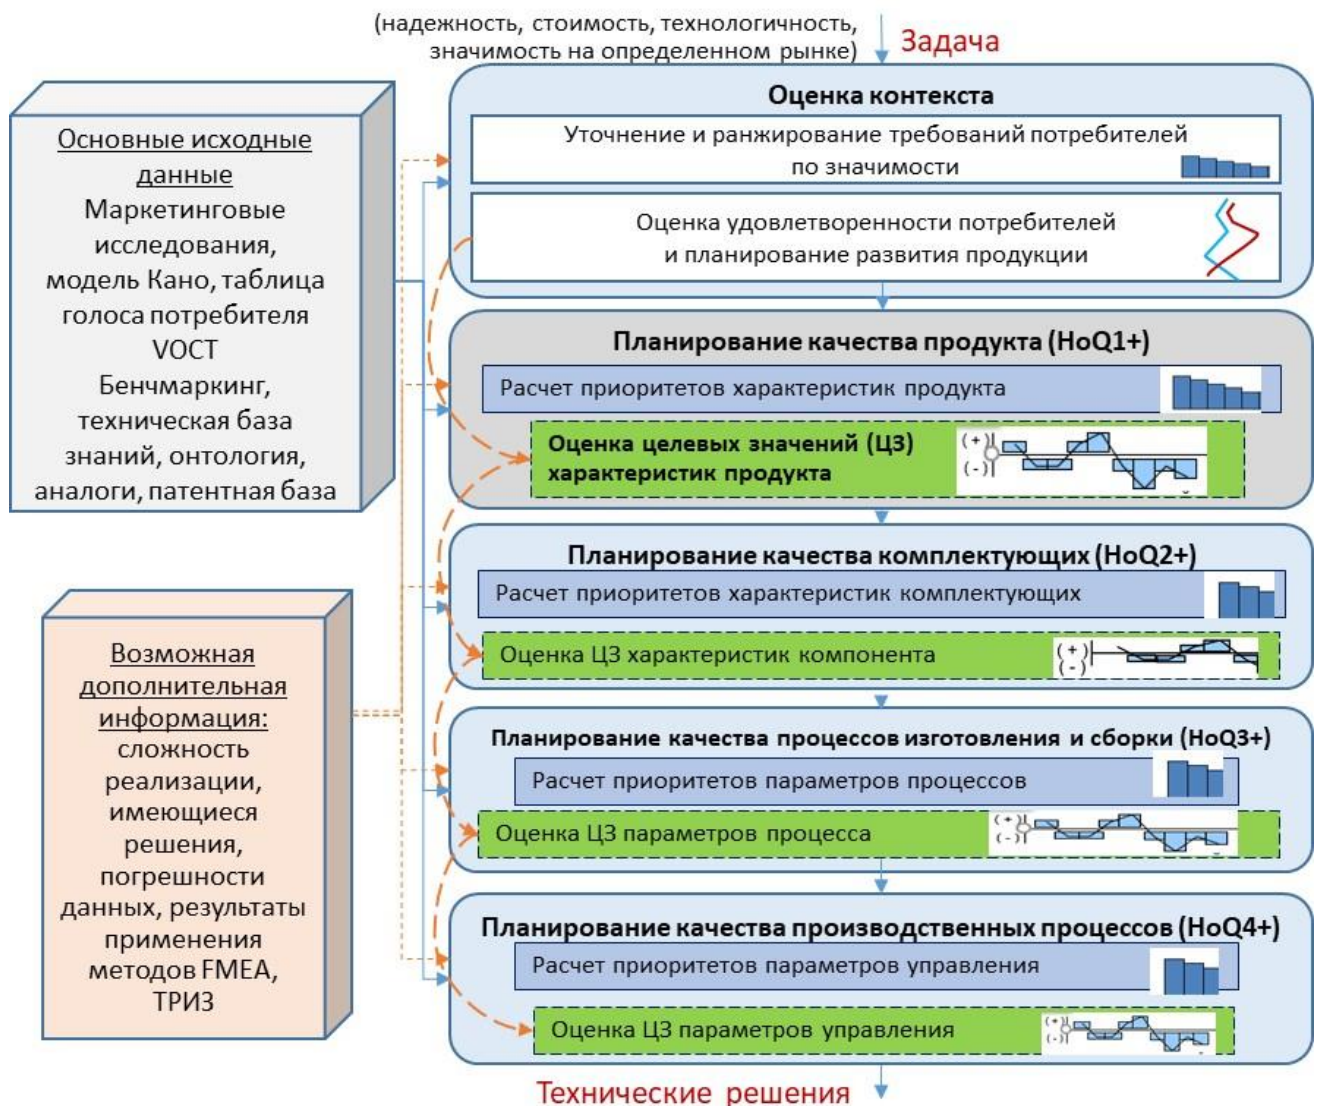 (надежность, стоимость, технологичность,
значимость на определенном рынке)
Задача
Основные исходные
данные
Маркетинговые
исследования,
модель Кано, таблица
голоса потребителя
VOCT
Бенчмаркинг,
техническая база
знаний, онтология,
аналоги, патентная база
Возможная
дополнительная
информация:
сложность
реализации,
имеющиеся
решения,
погрешности
данных, результаты
применения
методов FMEA,
ТРИЗ
Оценка контекста
Уточнение и ранжирование требований потребителей
по значимости
Оценка удовлетворенности потребителей
и планирование развития продукции
Планирование качества продукта (HoQ1+)
Расчет приоритетов характеристик продукта
Оценка целевых значений (ЦЗ)
характеристик продукта
(+)
(-)
Планирование качества комплектующих (HoQ2+)
Расчет приоритетов характеристик комплектующих
Оценка ЦЗ характеристик компонента
(+)
(-)
Планирование качества процессов изготовления и сборки (HoQ3+)
Расчет приоритетов параметров процессов
Оценка ЦЗ параметров процесса
(+)
(-)
Планирование качества производственных процессов (HoQ4+)
Расчет приоритетов параметров управления
Оценка ЦЗ параметров управления
(+)
(-)
Технические решения